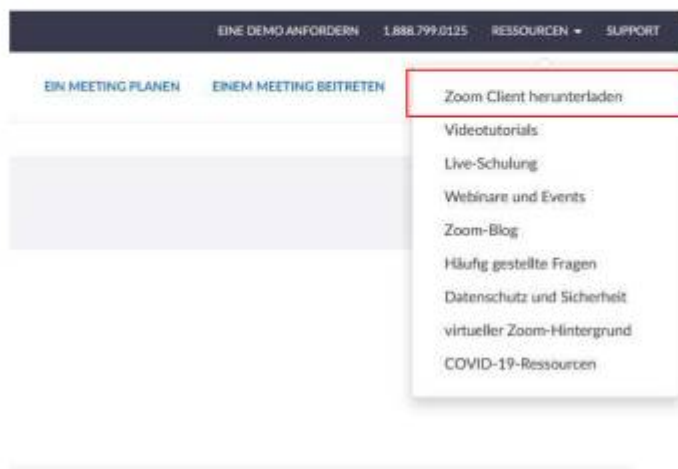 EINE DEMO ANFORDERN 1.888.799.0125 RESSOURCEN SUPPORT
EIN MEETING PLANEN EINEM MEETING BEITRETEN
Zoom Client herunterladen
Videotutorials
Live-Schulung
Webinare und Events
Zoom-Blog
Häufig gestellte Fragen
Datenschutz und Sicherheit
virtueller Zoom-Hintergrund
COVID-19-Ressourcen